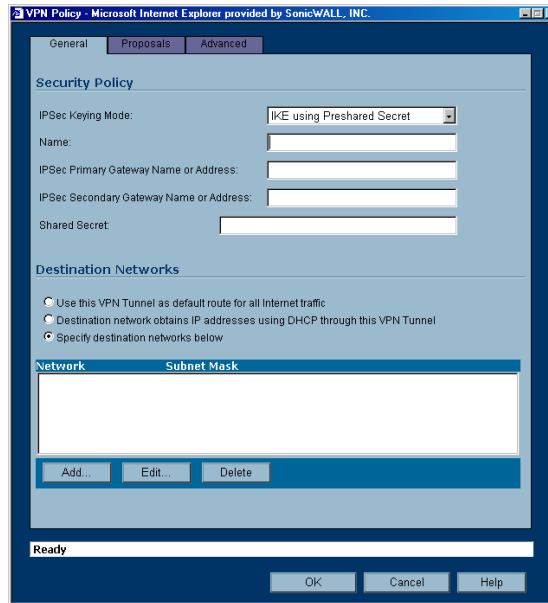 VPN Policy - Microsoft Internet Explorer provided by SonicWALL, INC.
General Proposals Advanced
Security Policy
IPSec Keying Mode: IKE using Preshared Secret
Name:
IPSec Primary Gateway Name or Address:
IPSec Secondary Gateway Name or Address:
Shared Secret:
Destination Networks
Use this VPN Tunnel as default route for all Internet traffic
Destination network obtains IP addresses using DHCP through this VPN Tunnel
Specify destination networks below
Network Subnet Mask
Add... Edit... Delete
Ready
OK Cancel Help